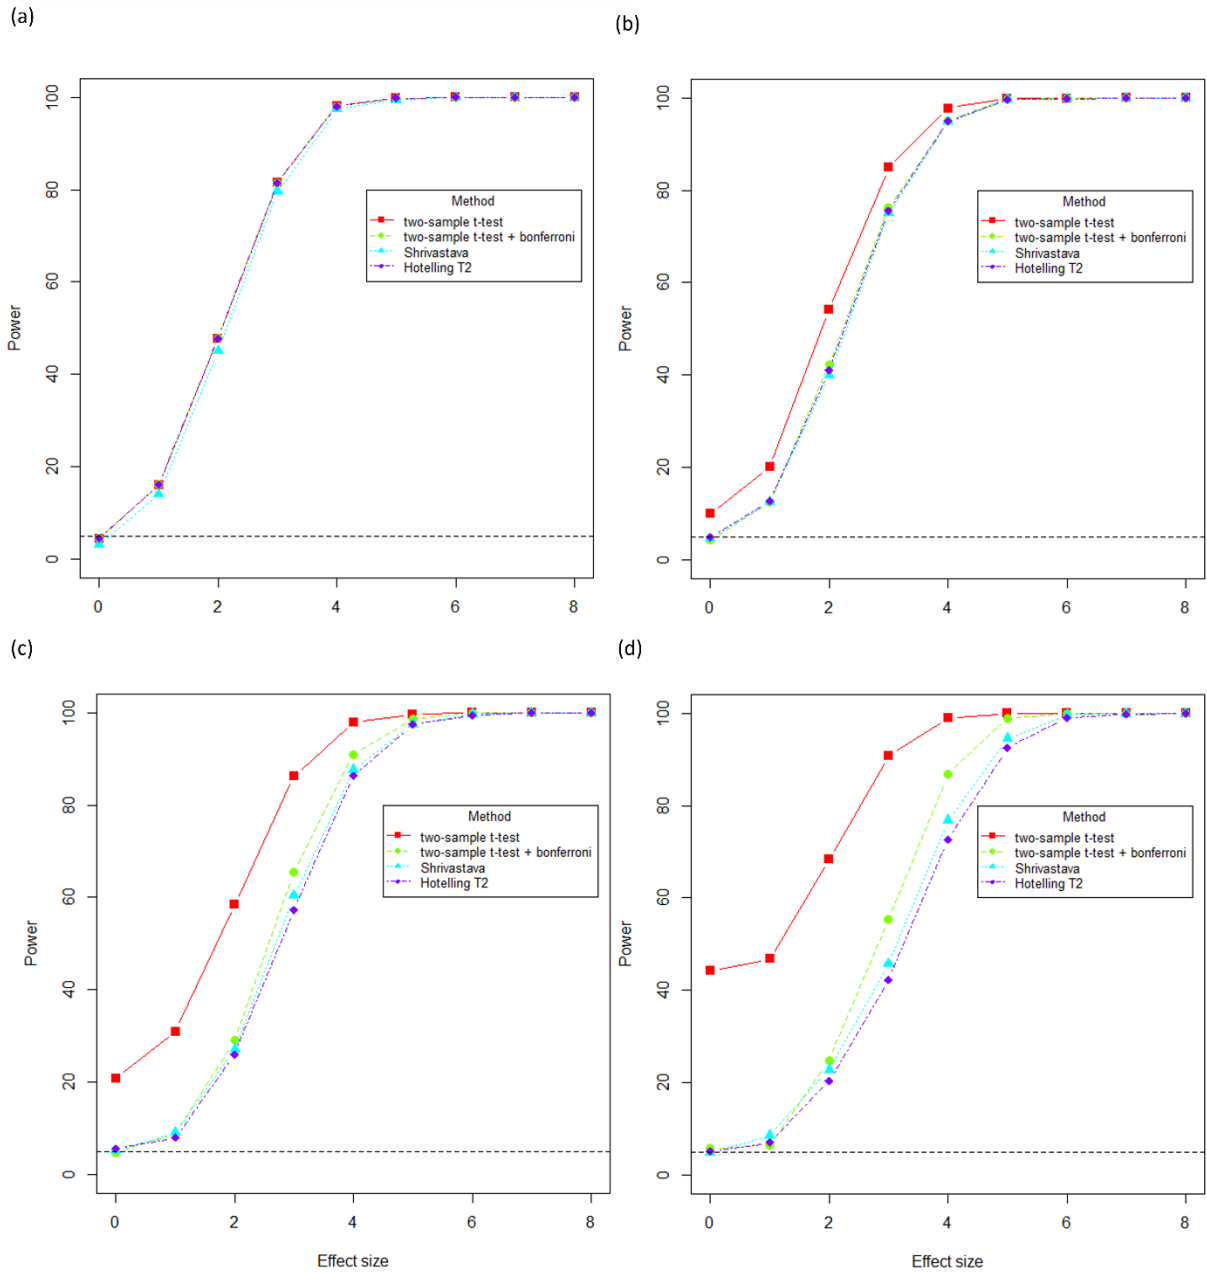 (a)
Power
100
80
60
40
20
0
Method
two-sample t-test
two-sample t-test + bonferroni
Shrivastava
Hotelling T2
0 2 4 6 8
(b)
Power
100
80
60
40
20
0
Method
two-sample t-test
two-sample t-test + bonferroni
Shrivastava
Hotelling T2
0 2 4 6 8
(c)
Power
100
80
60
40
20
0
Method
two-sample t-test
two-sample t-test + bonferroni
Shrivastava
Hotelling T2
0 2 4 6 8
Effect size
(d)
Power
100
80
60
40
20
0
Method
two-sample t-test
two-sample t-test + bonferroni
Shrivastava
Hotelling T2
0 2 4 6 8
Effect size